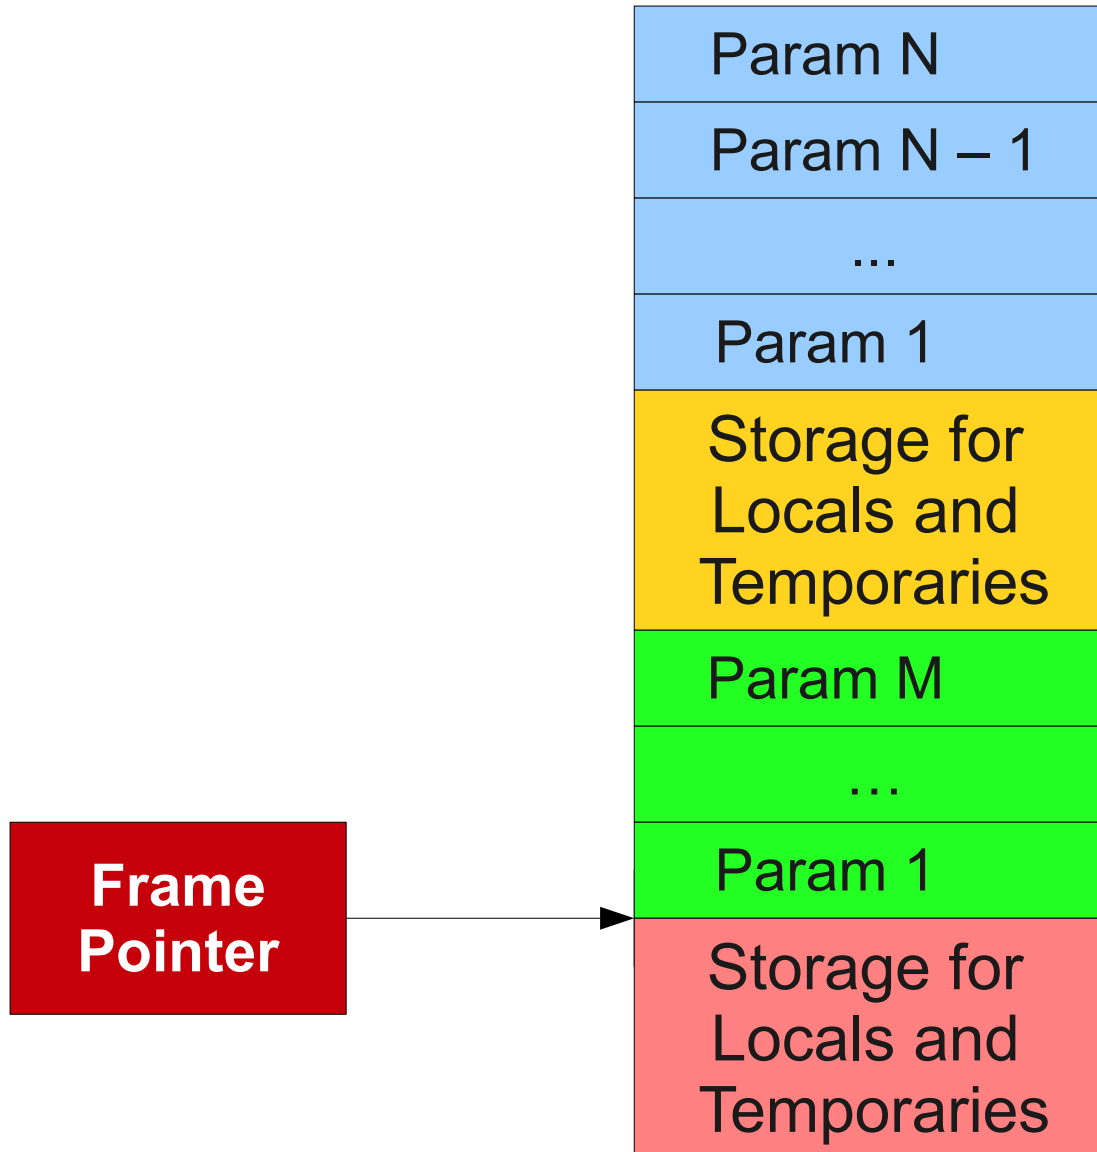 Param N
Param N – 1
...
Param 1
Storage for
Locals and
Temporaries
Param M
…
Param 1
Frame
Pointer
Storage for
Locals and
Temporaries